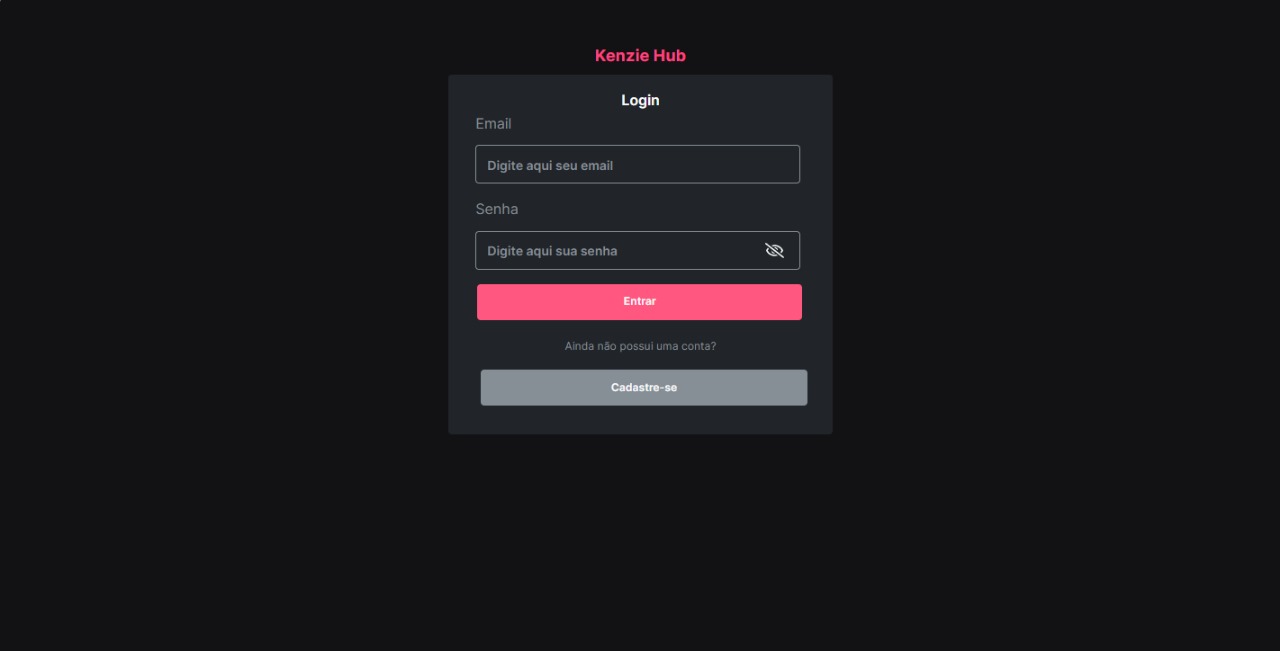 Kenzie Hub
Login
Email
Digite aqui seu email
Senha
Digite aqui sua senha
Entrar
Ainda não possui uma conta?
Cadastre-se